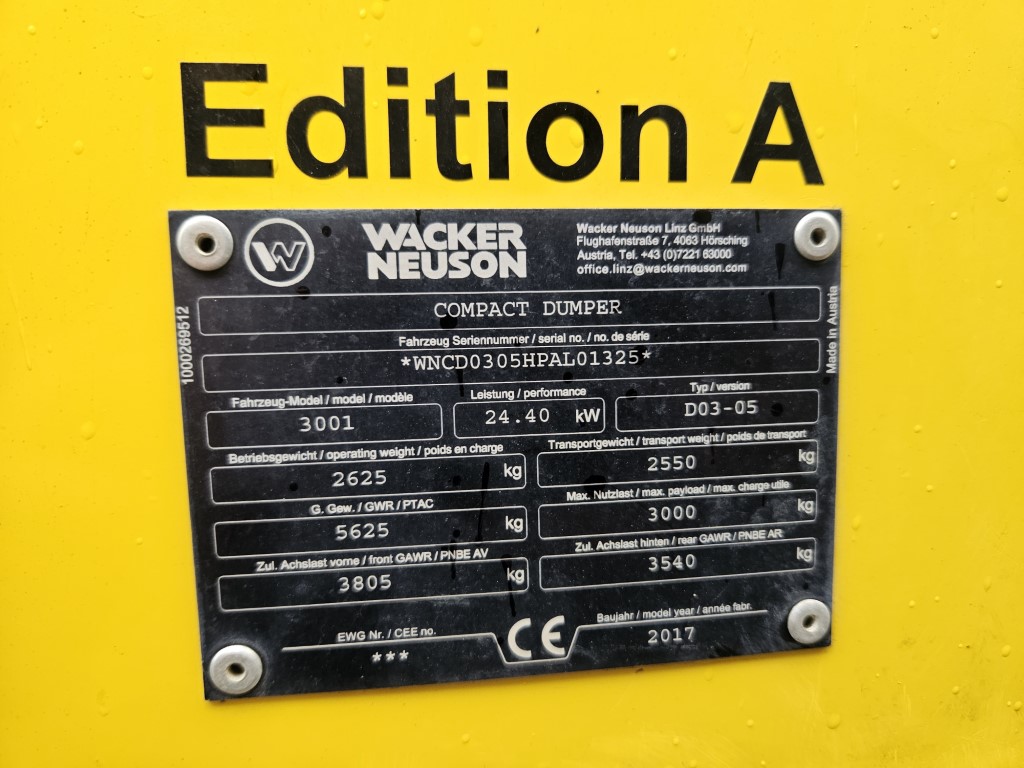 Edition A
W
WACKER
NEUSON
Wacker Neuson Linz GmbH
Flughafenstraße 7, 4063 Hörsching
Austria, Tel. +43 (0)7221 63000
office.linz@wackerneuson.com
COMPACT DUMPER
Fahrzeug Seriennummer / serial no. / no. de série
*WNCD0305HPAL01325*
1000269512
Made in Austria
Fahrzeug-Model / model / modèle
3001
Leistung / performance
24.40 kW
Typ / version
D03-05
Betriebsgewicht / operating weight / poids en charge
2625 kg
Transportgewicht / transport weight / poids de transport
2550 kg
G. Gew. / GWR / PTAC
5625 kg
Max. Nutzlast / max. payload / max. charge utile
3000 kg
Zul. Achslast vorne / front GAWR / PNBE AV
3805 kg
Zul. Achslast hinten / rear GAWR / PNBE AR
3540 kg
EWG Nr. / CEE no.
***
CE
Baujahr / model year / année fabr.
2017